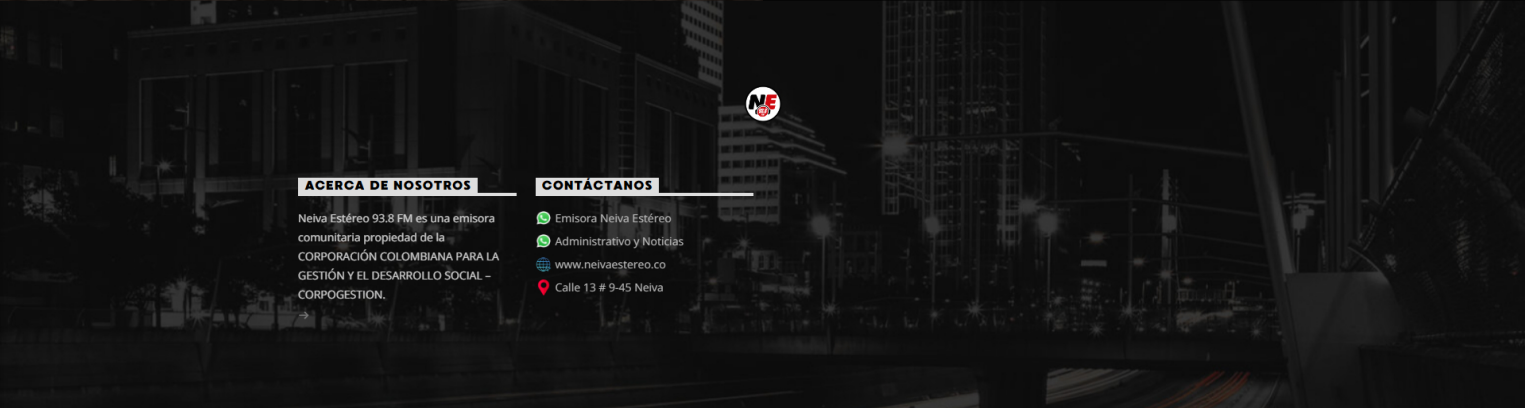 NE
ACERCA DE NOSOTROS
Neiva Estéreo 93.8 FM es una emisora
comunitaria propiedad de la
CORPORACIÓN COLOMBIANA PARA LA
GESTIÓN Y EL DESARROLLO SOCIAL –
CORPOGESTION.
→
CONTÁCTANOS
Emisora Neiva Estéreo
Administrativo y Noticias
www.neivaestereo.co
Calle 13 # 9-45 Neiva